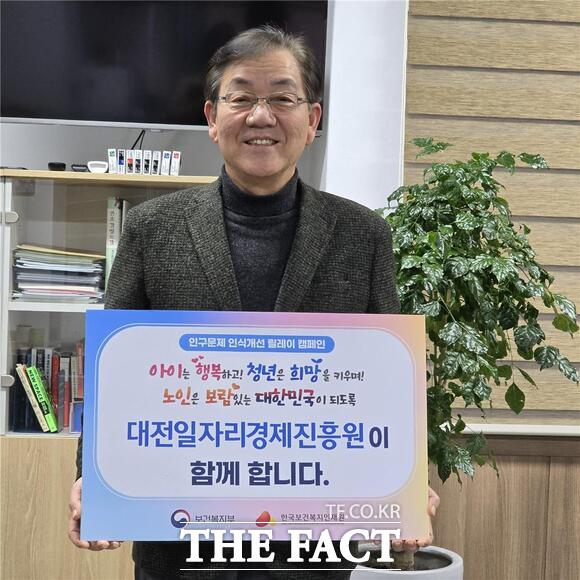 인구문제 인식개선 릴레이 캠페인
아이는 행복하고! 청년은 희망을 키우며!
노인은 보람있는 대한민국이 되도록
대전일자리경제진흥원이
함께 합니다.
보건복지부 한국보건복지인재원
TF.CO.KR
THE FACT